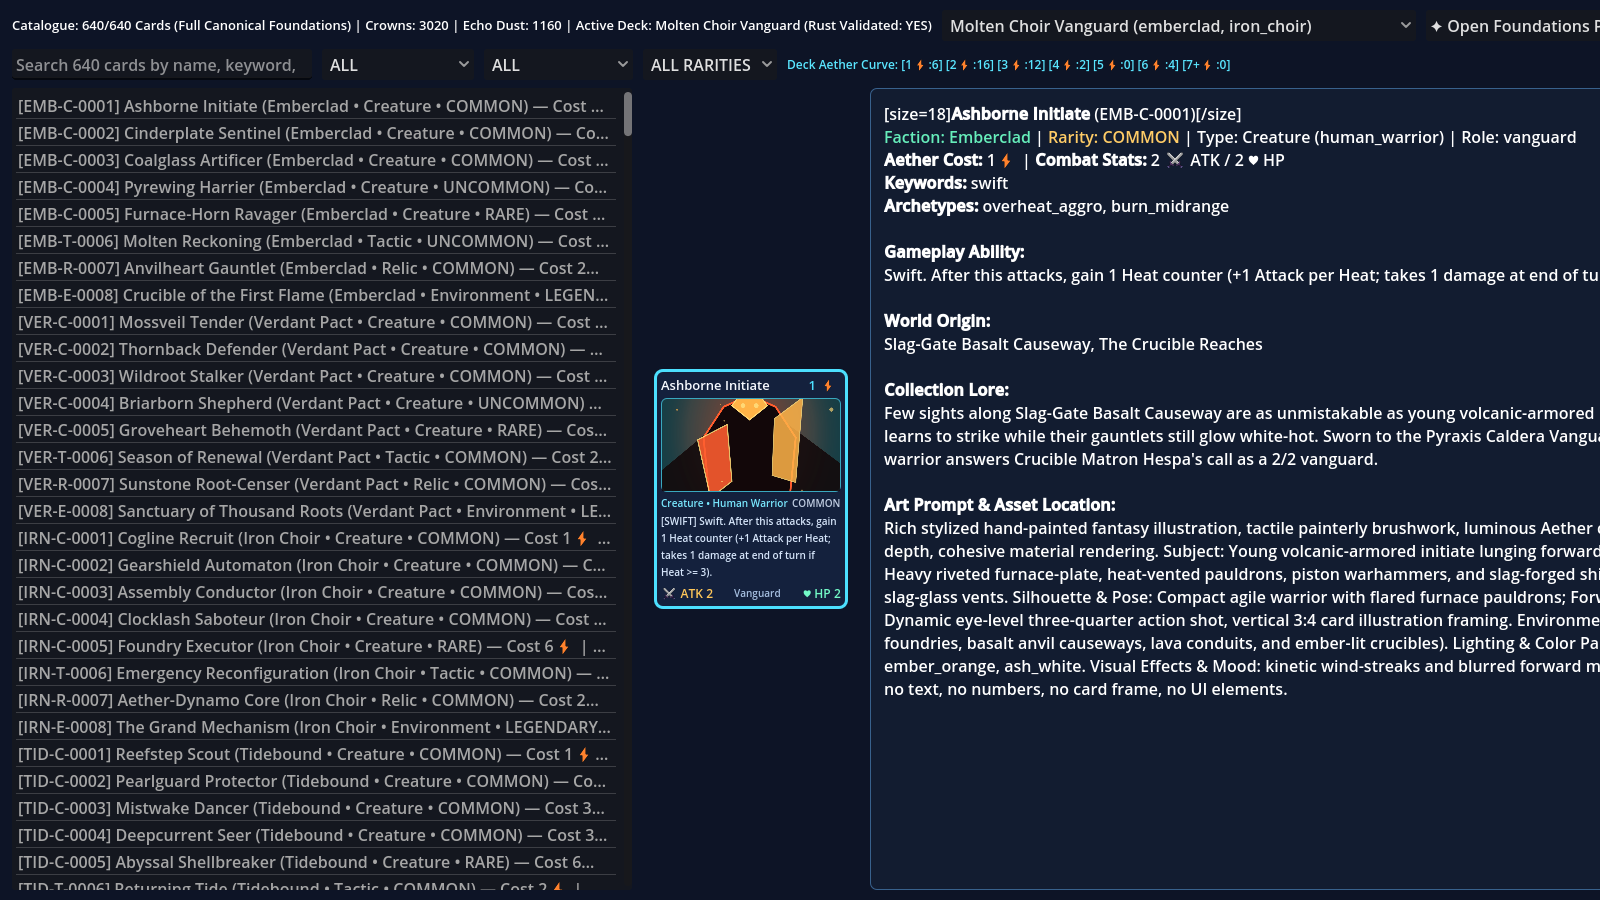 Catalogue: 640/640 Cards (Full Canonical Foundations) | Crowns: 3020 | Echo Dust: 1160 | Active Deck: Molten Choir Vanguard (Rust Validated: YES)
Molten Choir Vanguard (emberclad, iron_choir)
✦ Open Foundations P
Search 640 cards by name, keyword,
ALL
ALL
ALL RARITIES
Deck Aether Curve: [1⚡:6] [2⚡:16] [3⚡:12] [4⚡:2] [5⚡:0] [6⚡:4] [7+⚡:0]
[EMB-C-0001] Ashborne Initiate (Emberclad • Creature • COMMON) — Cost ...
[EMB-C-0002] Cinderplate Sentinel (Emberclad • Creature • COMMON) — Co...
[EMB-C-0003] Coalglass Artificer (Emberclad • Creature • COMMON) — Cost ...
[EMB-C-0004] Pyrewing Harrier (Emberclad • Creature • UNCOMMON) — Co...
[EMB-C-0005] Furnace-Horn Ravager (Emberclad • Creature • RARE) — Cost ...
[EMB-T-0006] Molten Reckoning (Emberclad • Tactic • UNCOMMON) — Cost ...
[EMB-R-0007] Anvilheart Gauntlet (Emberclad • Relic • COMMON) — Cost 2...
[EMB-E-0008] Crucible of the First Flame (Emberclad • Environment • LEGEN...
[VER-C-0001] Mossveil Tender (Verdant Pact • Creature • COMMON) — Cost ...
[VER-C-0002] Thornback Defender (Verdant Pact • Creature • COMMON) — ...
[VER-C-0003] Wildroot Stalker (Verdant Pact • Creature • COMMON) — Cost ...
[VER-C-0004] Briarborn Shepherd (Verdant Pact • Creature • UNCOMMON) ...
[VER-C-0005] Groveheart Behemoth (Verdant Pact • Creature • RARE) — Cost ...
[VER-T-0006] Season of Renewal (Verdant Pact • Tactic • COMMON) — Cost 2...
[VER-R-0007] Sunstone Root-Censer (Verdant Pact • Relic • COMMON) — Cos...
[VER-E-0008] Sanctuary of Thousand Roots (Verdant Pact • Environment • LE...
[IRN-C-0001] Cogline Recruit (Iron Choir • Creature • COMMON) — Cost 1⚡ ...
[IRN-C-0002] Gearshield Automaton (Iron Choir • Creature • COMMON) — C...
[IRN-C-0003] Assembly Conductor (Iron Choir • Creature • COMMON) — Cos...
[IRN-C-0004] Clocklash Saboteur (Iron Choir • Creature • COMMON) — Cost ...
[IRN-C-0005] Foundry Executor (Iron Choir • Creature • RARE) — Cost 6⚡ | ...
[IRN-T-0006] Emergency Reconfiguration (Iron Choir • Tactic • COMMON) — ...
[IRN-R-0007] Aether-Dynamo Core (Iron Choir • Relic • COMMON) — Cost 2...
[IRN-E-0008] The Grand Mechanism (Iron Choir • Environment • LEGENDARY...
[TID-C-0001] Reefstep Scout (Tidebound • Creature • COMMON) — Cost 1⚡ ...
[TID-C-0002] Pearlguard Protector (Tidebound • Creature • COMMON) — Co...
[TID-C-0003] Mistwake Dancer (Tidebound • Creature • COMMON) — Cost 3...
[TID-C-0004] Deepcurrent Seer (Tidebound • Creature • COMMON) — Cost 3...
[TID-C-0005] Abyssal Shellbreaker (Tidebound • Creature • RARE) — Cost 6...
[TID-T-0006] Returning Tide (Tidebound • Tactic • COMMON) — Cost 2⚡ |
Ashborne Initiate 1⚡
Creature • Human Warrior COMMON
[SWIFT] Swift. After this attacks, gain
1 Heat counter (+1 Attack per Heat;
takes 1 damage at end of turn if
Heat >= 3).
⚔ ATK 2 Vanguard ♥ HP 2
[size=18]Ashborne Initiate (EMB-C-0001)[/size]
Faction: Emberclad | Rarity: COMMON | Type: Creature (human_warrior) | Role: vanguard
Aether Cost: 1⚡ | Combat Stats: 2 ⚔ ATK / 2 ♥ HP
Keywords: swift
Archetypes: overheat_aggro, burn_midrange
Gameplay Ability:
Swift. After this attacks, gain 1 Heat counter (+1 Attack per Heat; takes 1 damage at end of tu
World Origin:
Slag-Gate Basalt Causeway, The Crucible Reaches
Collection Lore:
Few sights along Slag-Gate Basalt Causeway are as unmistakable as young volcanic-armored
learns to strike while their gauntlets still glow white-hot. Sworn to the Pyraxis Caldera Vangua
warrior answers Crucible Matron Hespa's call as a 2/2 vanguard.
Art Prompt & Asset Location:
Rich stylized hand-painted fantasy illustration, tactile painterly brushwork, luminous Aether
depth, cohesive material rendering. Subject: Young volcanic-armored initiate lunging forward
Heavy riveted furnace-plate, heat-vented pauldrons, piston warhammers, and slag-forged shi
slag-glass vents. Silhouette & Pose: Compact agile warrior with flared furnace pauldrons; Forw
Dynamic eye-level three-quarter action shot, vertical 3:4 card illustration framing. Environme
foundries, basalt anvil causeways, lava conduits, and ember-lit crucibles). Lighting & Color Pa
ember_orange, ash_white. Visual Effects & Mood: kinetic wind-streaks and blurred forward m
no text, no numbers, no card frame, no UI elements.